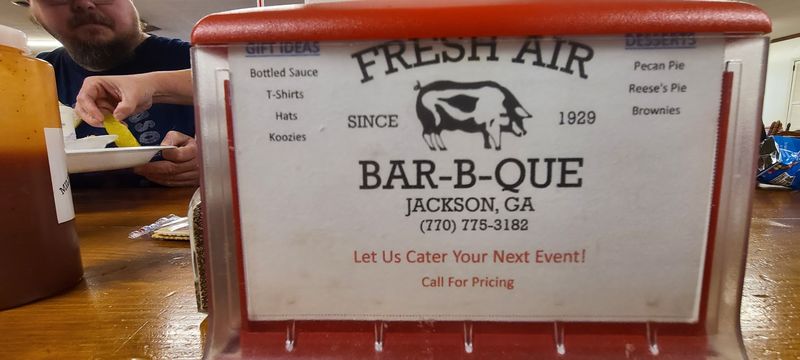 GIFT IDEAS
Bottled Sauce
T-Shirts
Hats
Koozies
FRESH AIR
SINCE 1929
BAR-B-QUE
JACKSON, GA
(770) 775-3182
Let Us Cater Your Next Event!
Call For Pricing
DESSERTS
Pecan Pie
Reese's Pie
Brownies